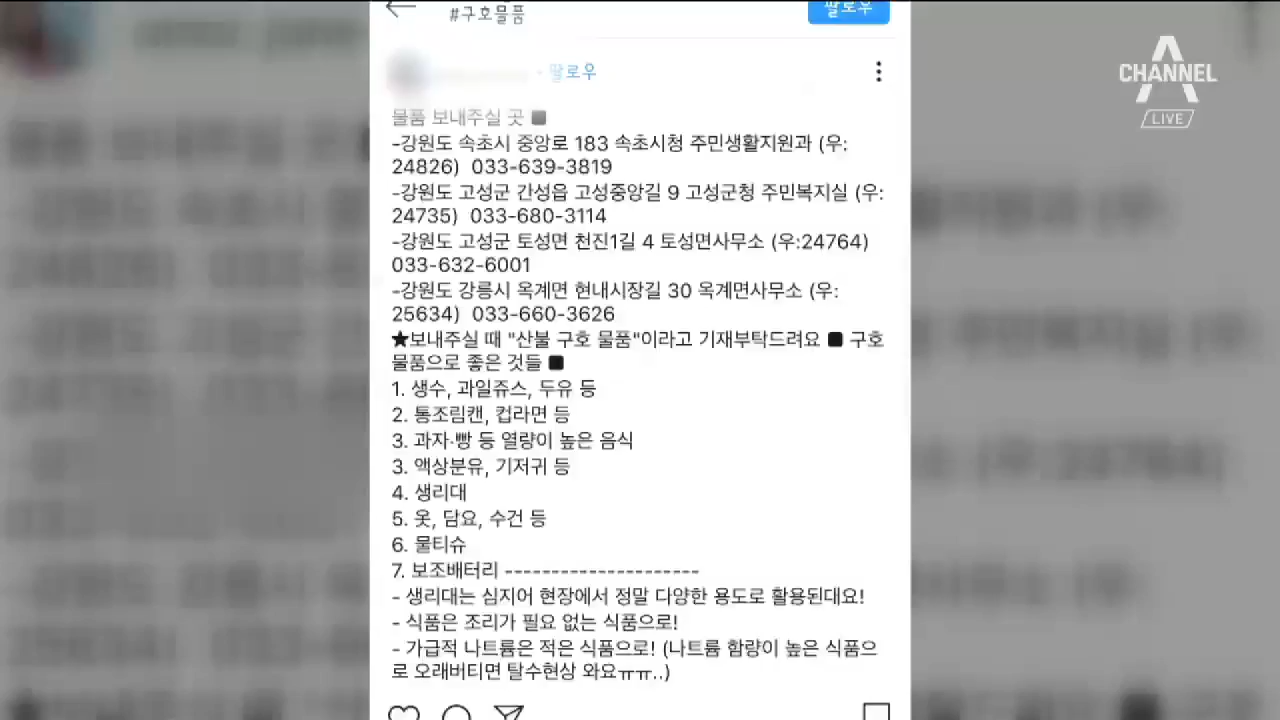 #구호물품
팔로우
CHANNEL A
LIVE
· 팔로우
물품 보내주실 곳 ■
-강원도 속초시 중앙로 183 속초시청 주민생활지원과 (우:
24826) 033-639-3819
-강원도 고성군 간성읍 고성중앙길 9 고성군청 주민복지실 (우:
24735) 033-680-3114
-강원도 고성군 토성면 천진1길 4 토성면사무소 (우:24764)
033-632-6001
-강원도 강릉시 옥계면 현내시장길 30 옥계면사무소 (우:
25634) 033-660-3626
★보내주실 때 "산불 구호 물품"이라고 기재부탁드려요 ■ 구호
물품으로 좋은 것들 ■
1. 생수, 과일쥬스, 두유 등
2. 통조림캔, 컵라면 등
3. 과자·빵 등 열량이 높은 음식
3. 액상분유, 기저귀 등
4. 생리대
5. 옷, 담요, 수건 등
6. 물티슈
7. 보조배터리 ---------------------
- 생리대는 심지어 현장에서 정말 다양한 용도로 활용된대요!
- 식품은 조리가 필요 없는 식품으로!
- 가급적 나트륨은 적은 식품으로! (나트륨 함량이 높은 식품으
로 오래버티면 탈수현상 와요ㅠㅠ..)